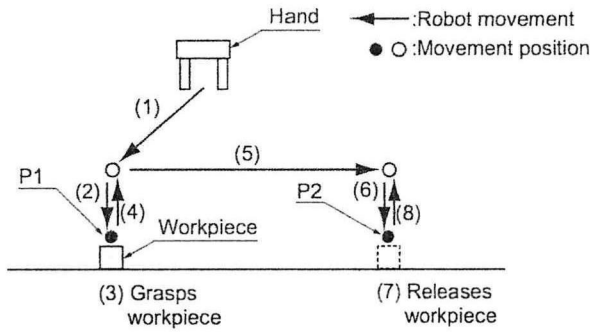 Hand
:Robot movement
:Movement position
(1)
(5)
P1
(2)
(4)
P2
(6)
(8)
Workpiece
(3) Grasps
workpiece
(7) Releases
workpiece